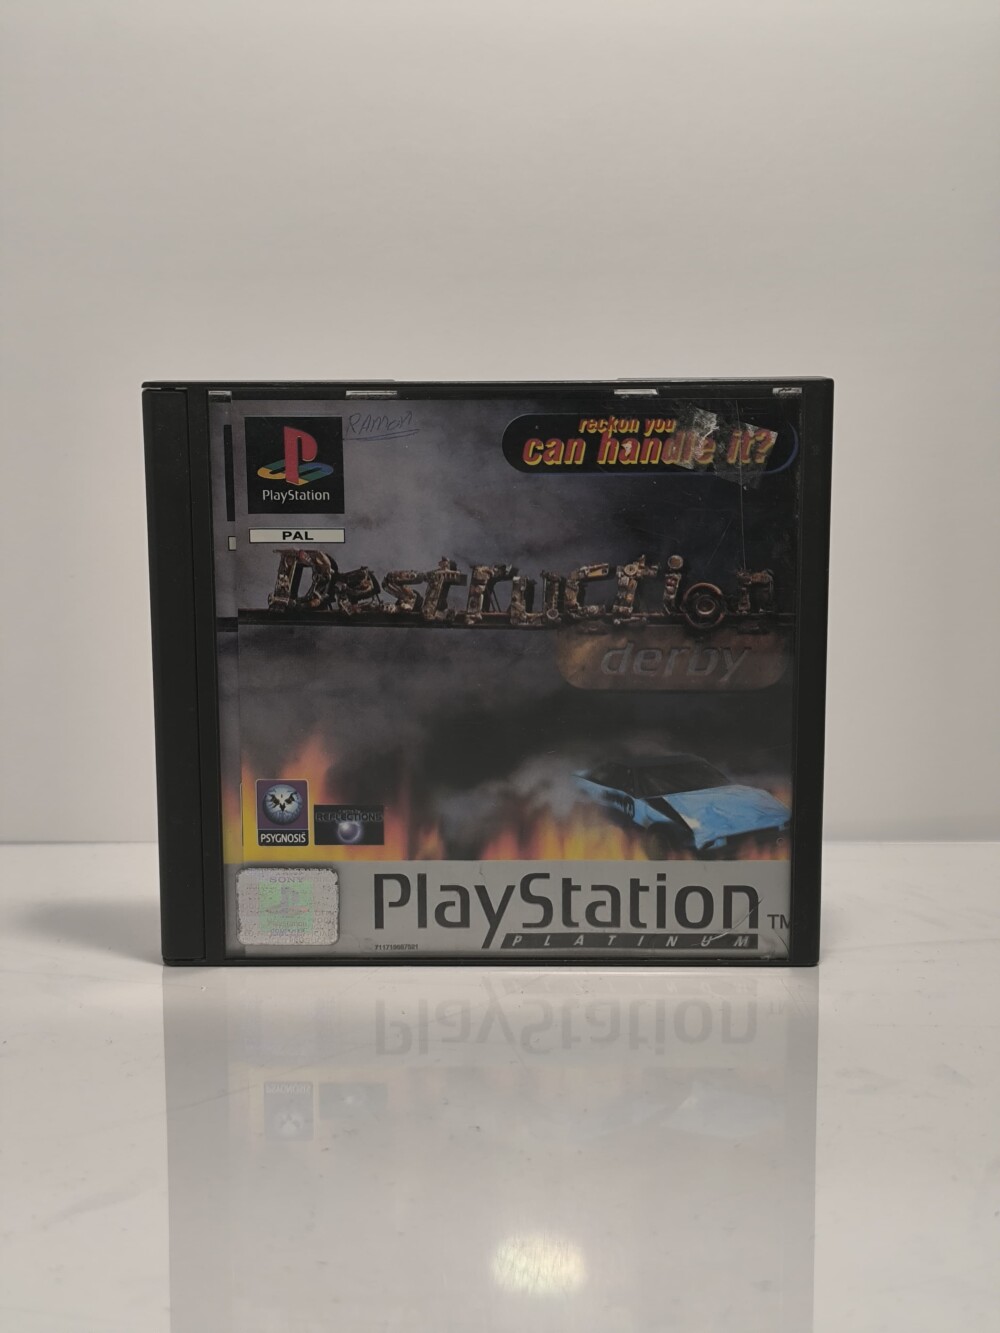 RAMON
reckon you
can handle it?
PlayStation
PAL
Destruction
derby
PSYGNOSIS
REFLECTIONS
SONY
PlayStation
TM
PLATINUM